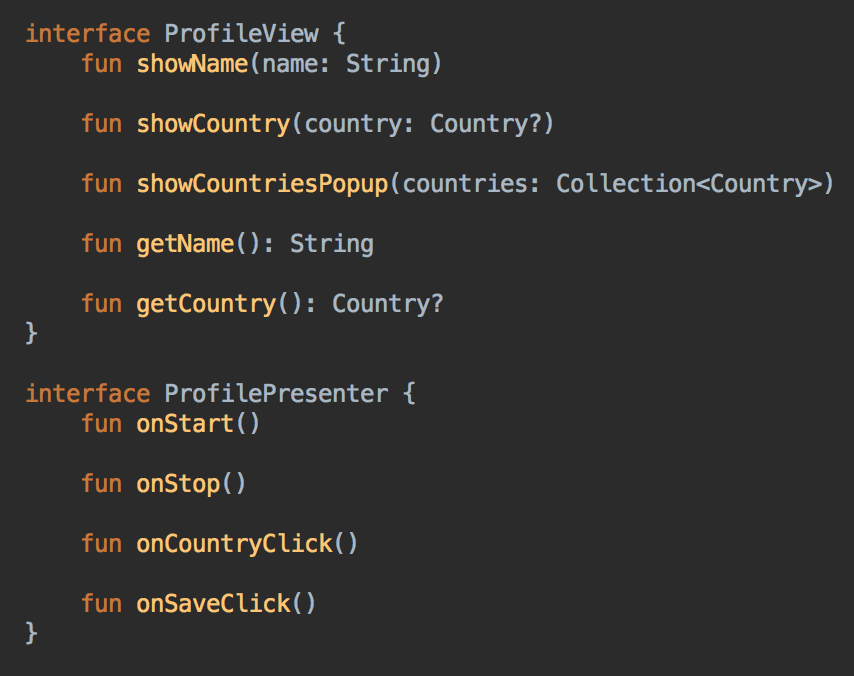 interface ProfileView {
fun showName(name: String)
fun showCountry(country: Country?)
fun showCountriesPopup(countries: Collection<Country>)
fun getName(): String
fun getCountry(): Country?
}
interface ProfilePresenter {
fun onStart()
fun onStop()
fun onCountryClick()
fun onSaveClick()
}